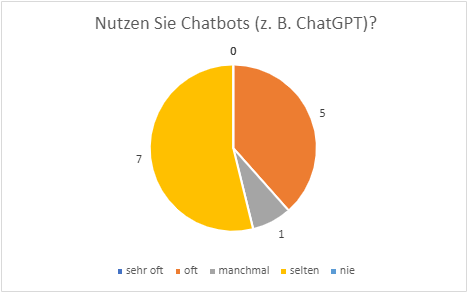 Nutzen Sie Chatbots (z. B. ChatGPT)?
0
5
7
1
sehr oft oft manchmal selten nie